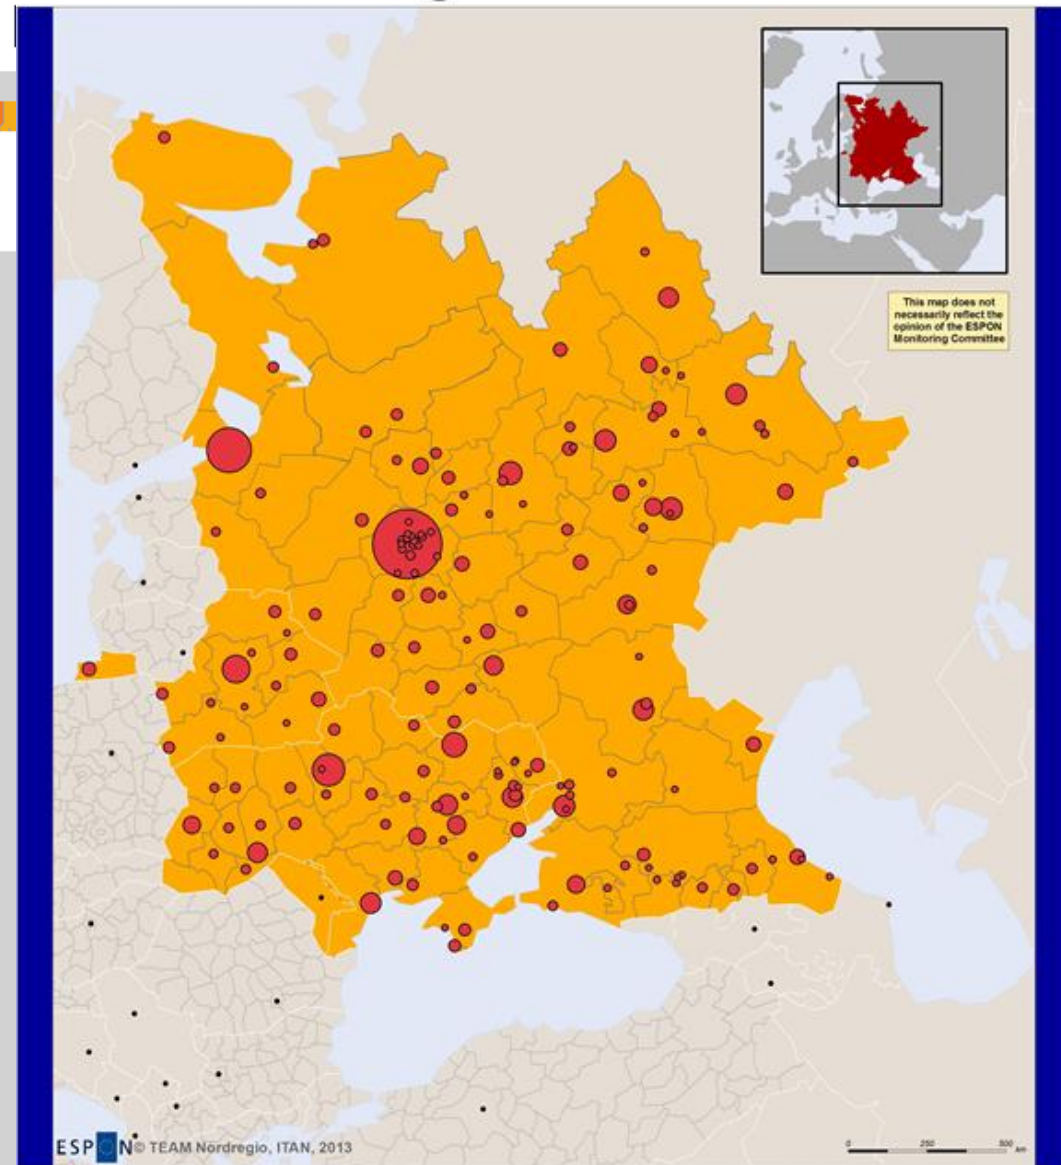 This map does not
necessarily reflect the
opinion of the ESPON
Monitoring Committee
ESPON © TEAM Nordregio, ITAN, 2013
0 250 500
km